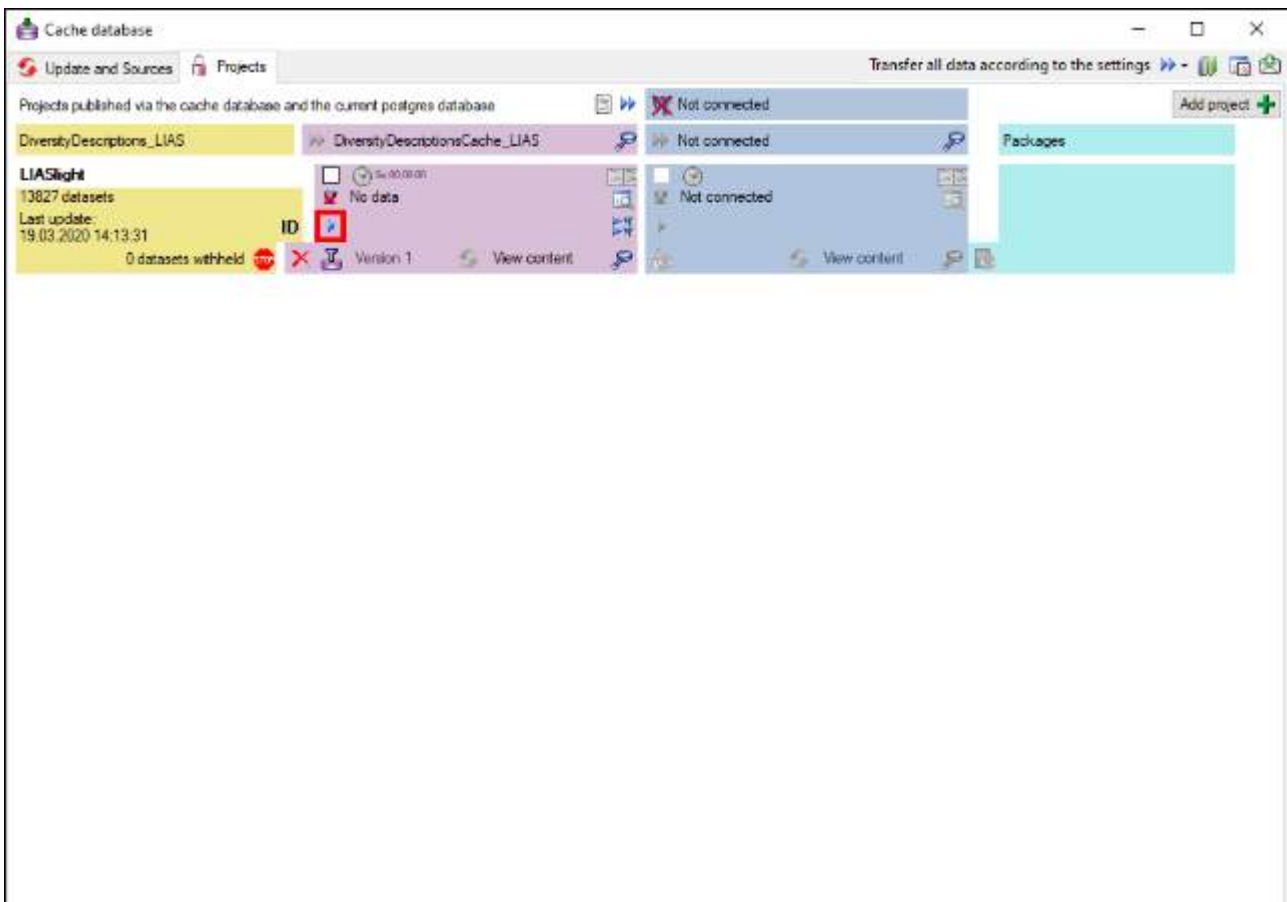 Cache database
Update and Sources Projects Transfer all data according to the settings
Projects published via the cache database and the current postgres database Not connected Add project
DiversityDescriptions_LIAS DiversityDescriptionsCache_LIAS Not connected Packages
LIASlight
13827 datasets No data Not connected
Last update:
19.03.2020 14:13:31 ID
0 datasets withheld STOP Version 1 View content View content